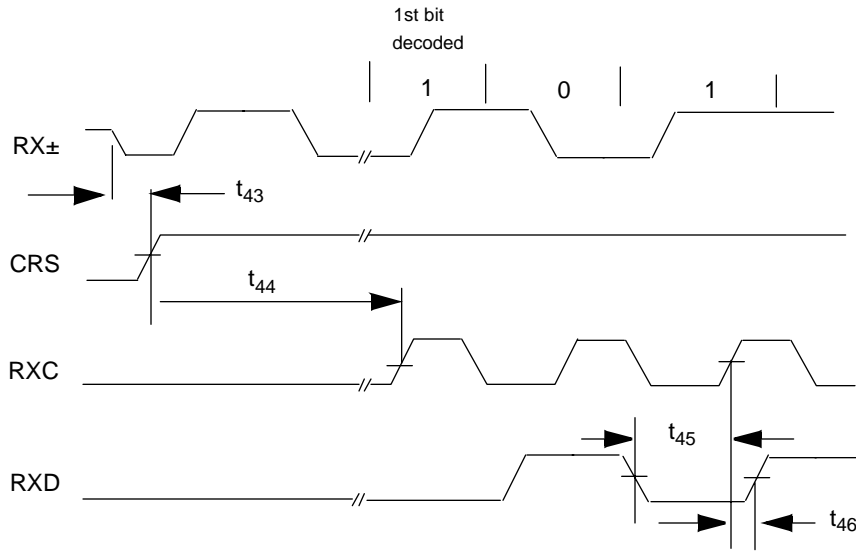 1st bit
decoded
1 0 1
RX±
t43
CRS
t44
RXC
t45
RXD
t46